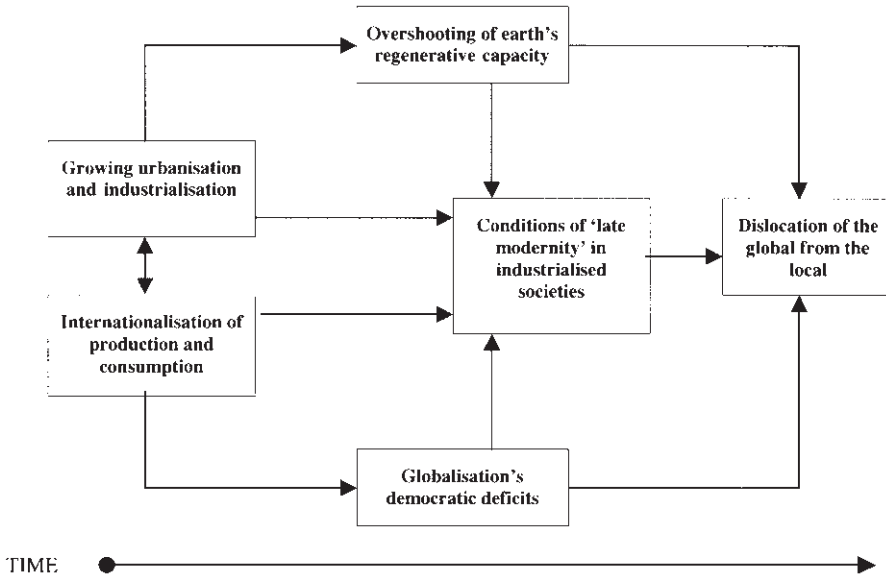 Overshooting of earth's
regenerative capacity
Growing urbanisation
and industrialisation
Conditions of 'late
modernity' in
industrialised
societies
Dislocation of the
global from the
local
Internationalisation of
production and
consumption
Globalisation's
democratic deficits
TIME